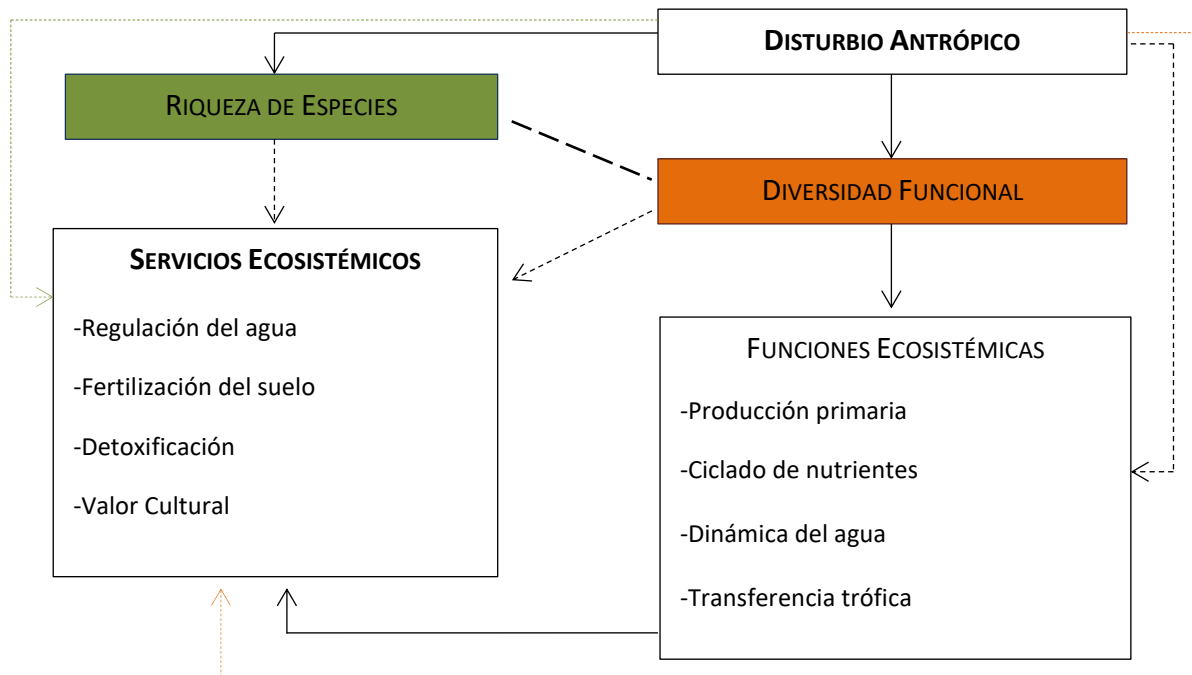 DISTURBIO ANTRÓPICO
RIQUEZA DE ESPECIES
DIVERSIDAD FUNCIONAL
SERVICIOS ECOSISTÉMICOS
-Regulación del agua
-Fertilización del suelo
-Detoxificación
-Valor Cultural
FUNCIONES ECOSISTÉMICAS
-Producción primaria
-Ciclado de nutrientes
-Dinámica del agua
-Transferencia trófica